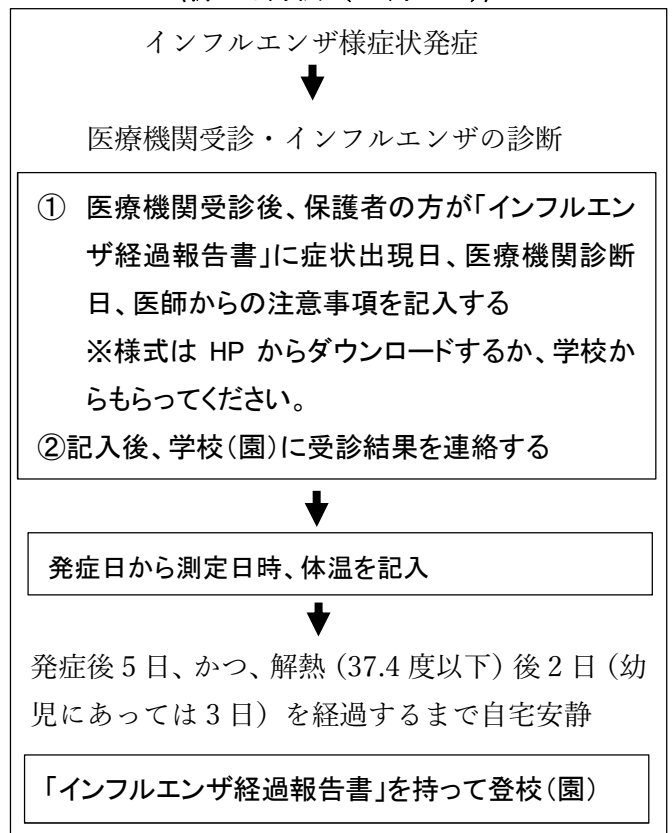 インフルエンザ様症状発症
医療機関受診・インフルエンザの診断
① 医療機関受診後、保護者の方が「インフルエン
ザ経過報告書」に症状出現日、医療機関診断
日、医師からの注意事項を記入する
※様式は HP からダウンロードするか、学校か
らもらってください。
②記入後、学校(園)に受診結果を連絡する
発症日から測定日時、体温を記入
発症後 5 日、かつ、解熱（37.4 度以下）後 2 日（幼
児にあっては 3 日）を経過するまで自宅安静
「インフルエンザ経過報告書」を持って登校(園)